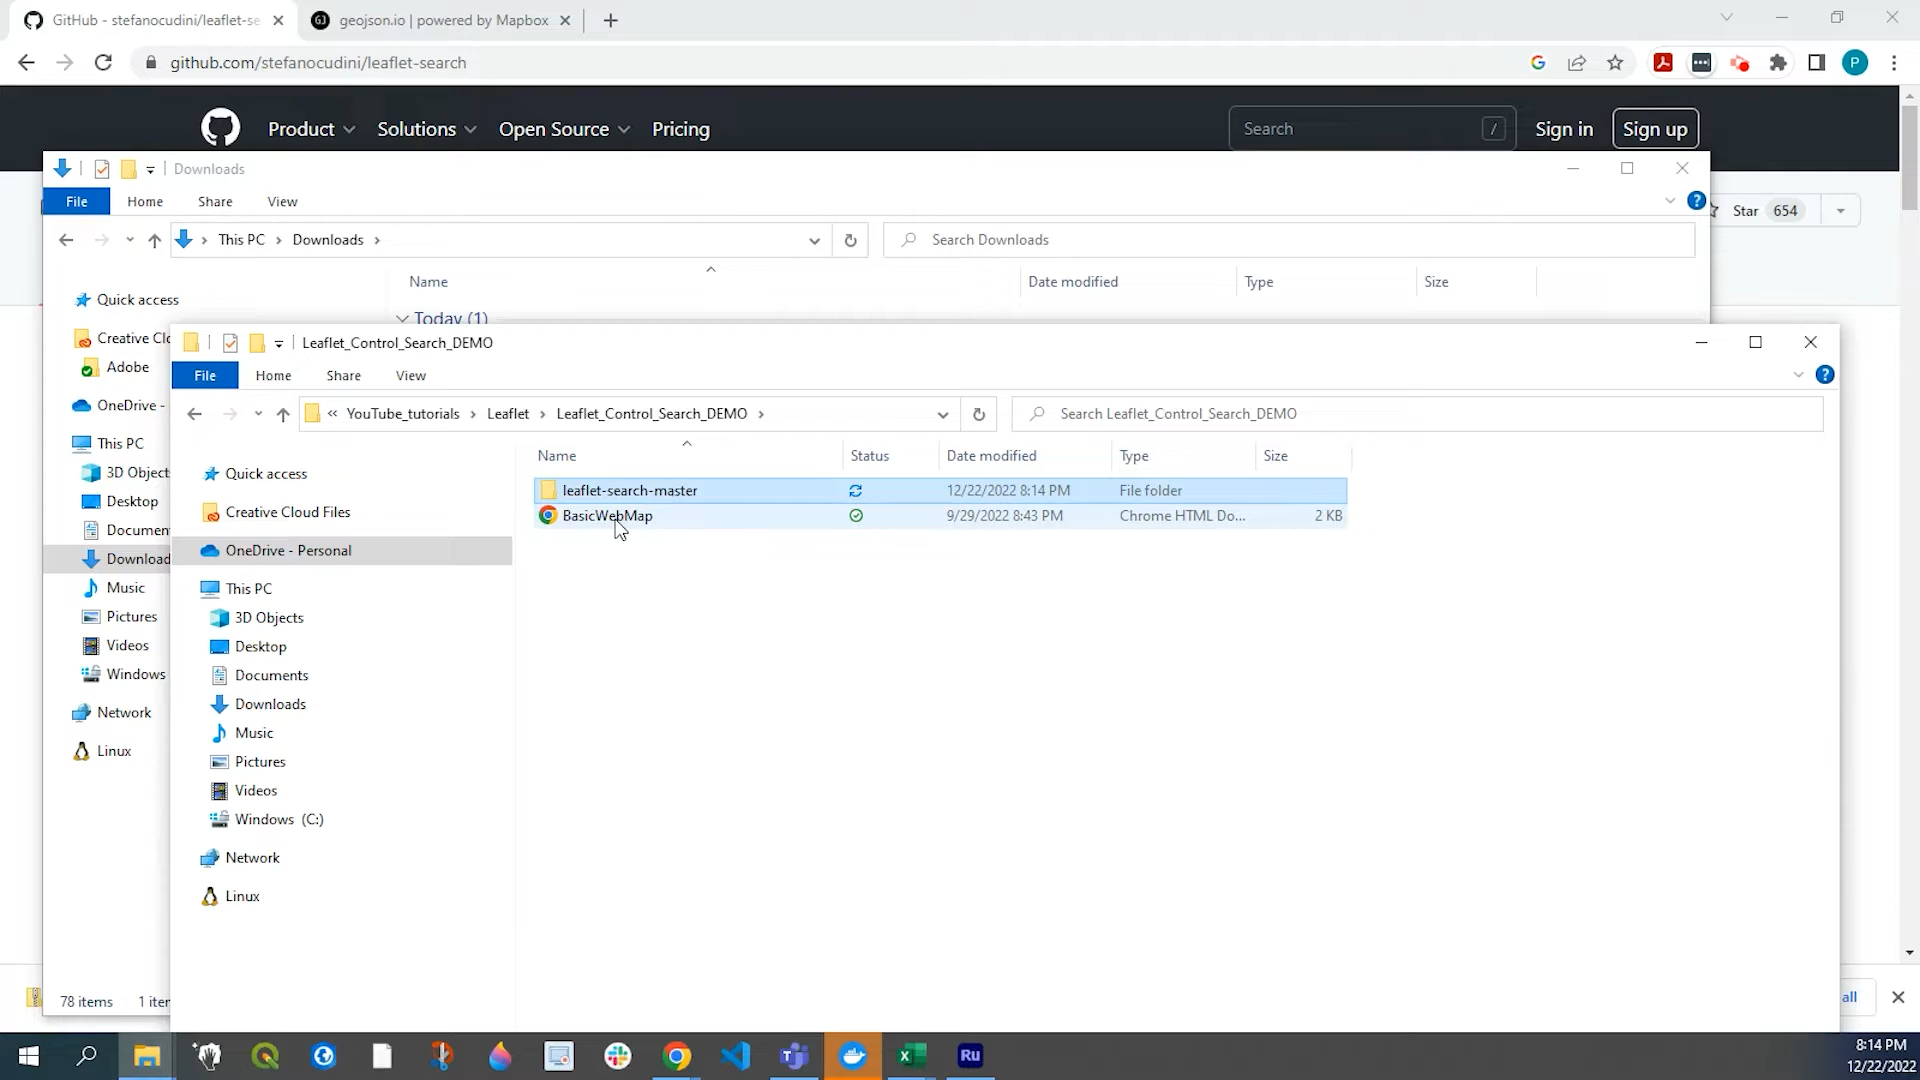 GitHub - stefanocudini/leaflet-se
geojson.io | powered by Mapbox
github.com/stefanocudini/leaflet-search
Product
Solutions
Open Source
Pricing
Search
/
Sign in
Sign up
Downloads
File
Home
Share
View
Star 654
This PC
Downloads
Search Downloads
Name
Date modified
Type
Size
Quick access
Today (1)
Creative Clo
Adobe
OneDrive -
This PC
3D Object
Desktop
Documen
Download
Music
Pictures
Videos
Windows
Network
Linux
78 items
1 iter
Leaflet_Control_Search_DEMO
File
Home
Share
View
« YouTube_tutorials > Leaflet > Leaflet_Control_Search_DEMO >
Search Leaflet_Control_Search_DEMO
Name
Status
Date modified
Type
Size
leaflet-search-master
12/22/2022 8:14 PM
File folder
BasicWebMap
9/29/2022 8:43 PM
Chrome HTML Do...
2 KB
Quick access
Creative Cloud Files
OneDrive - Personal
This PC
3D Objects
Desktop
Documents
Downloads
Music
Pictures
Videos
Windows (C:)
Network
Linux
all
Ru
8:14 PM
12/22/2022